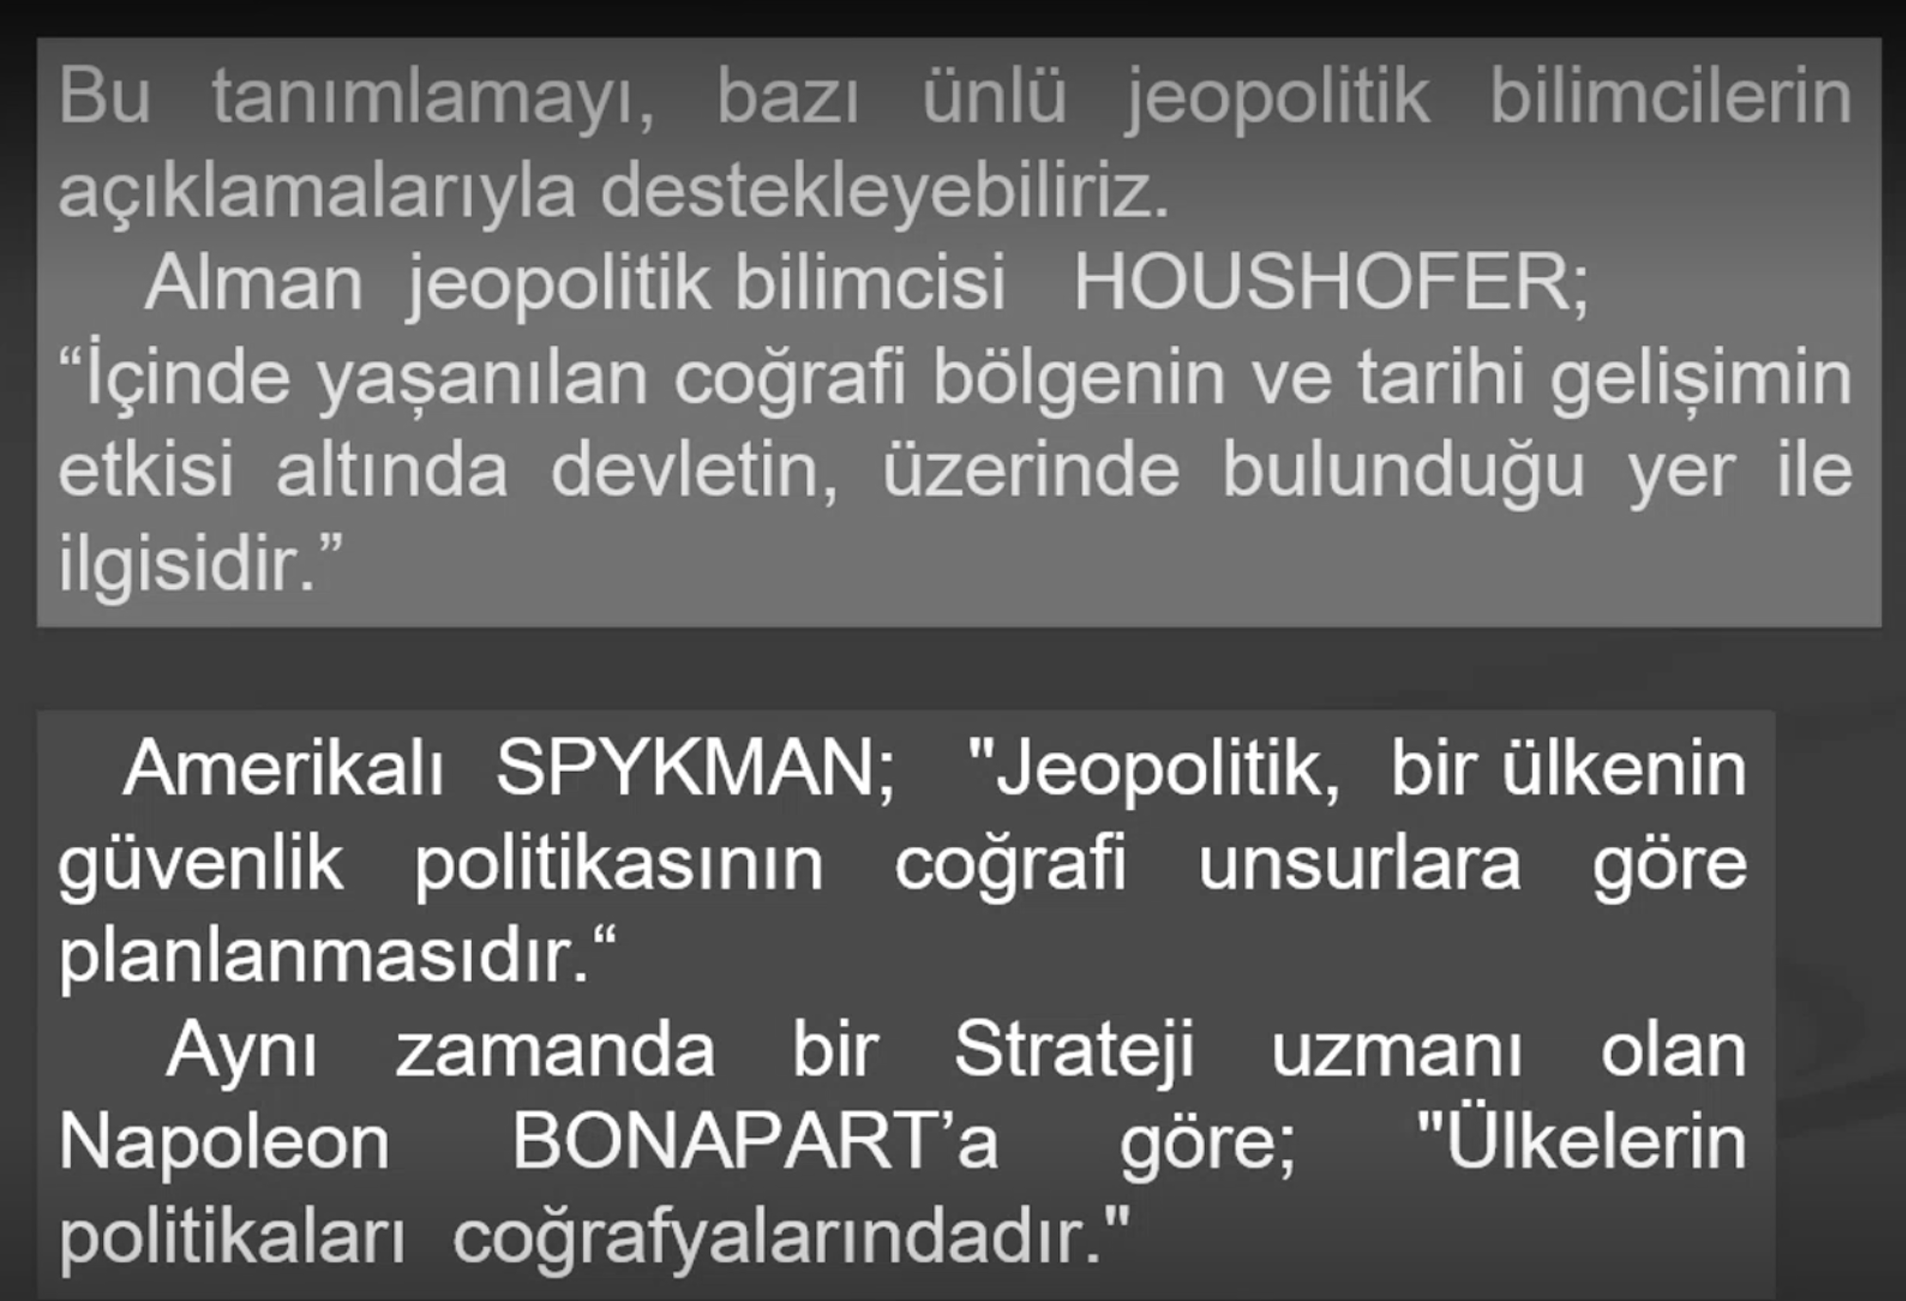 Bu tanımlamayı, bazı ünlü jeopolitik bilimcilerin
açıklamalarıyla destekleyebiliriz.
Alman jeopolitik bilimcisi HOUSHOFER;
“İçinde yaşanılan coğrafi bölgenin ve tarihi gelişimin
etkisi altında devletin, üzerinde bulunduğu yer ile
ilgisidir.”
Amerikalı SPYKMAN; "Jeopolitik, bir ülkenin
güvenlik politikasının coğrafi unsurlara göre
planlanmasıdır.“
Aynı zamanda bir Strateji uzmanı olan
Napoleon BONAPART’a göre; "Ülkelerin
politikaları coğrafyalarındadır."